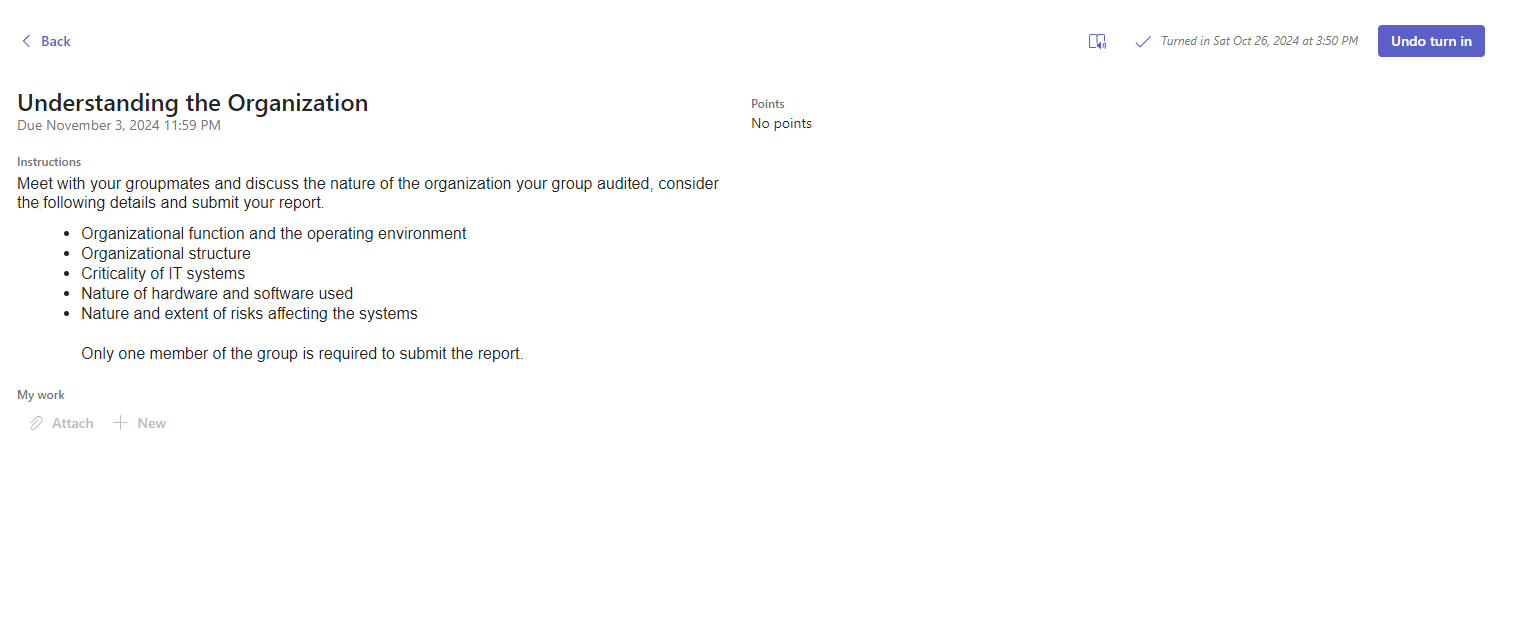 Back
Turned in Sat Oct 26, 2024 at 3:50 PM
Undo turn in
Understanding the Organization
Due November 3, 2024 11:59 PM
Points
No points
Instructions
Meet with your groupmates and discuss the nature of the organization your group audited, consider
the following details and submit your report.
• Organizational function and the operating environment
• Organizational structure
• Criticality of IT systems
• Nature of hardware and software used
• Nature and extent of risks affecting the systems
Only one member of the group is required to submit the report.
My work
Attach
New